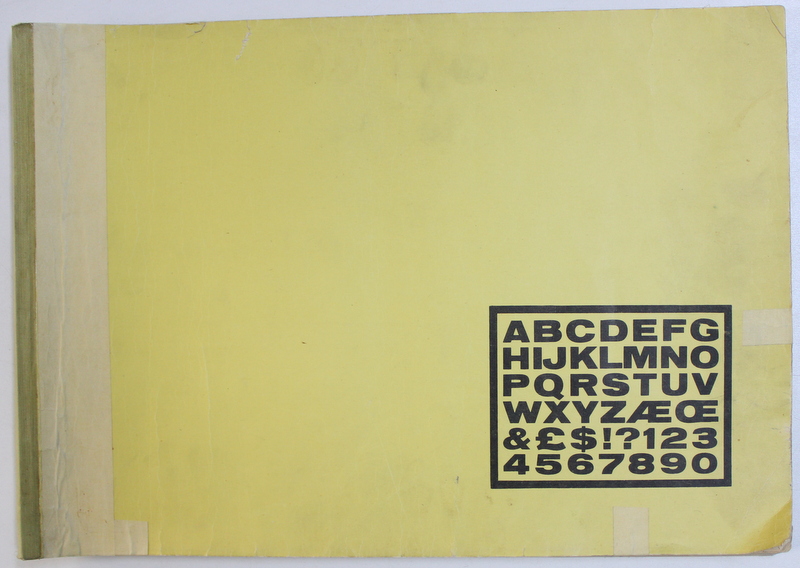 ABCDEFG
HIJKLMNO
PQRSTUV
WXYZÆŒ
&£$!?123
4567890